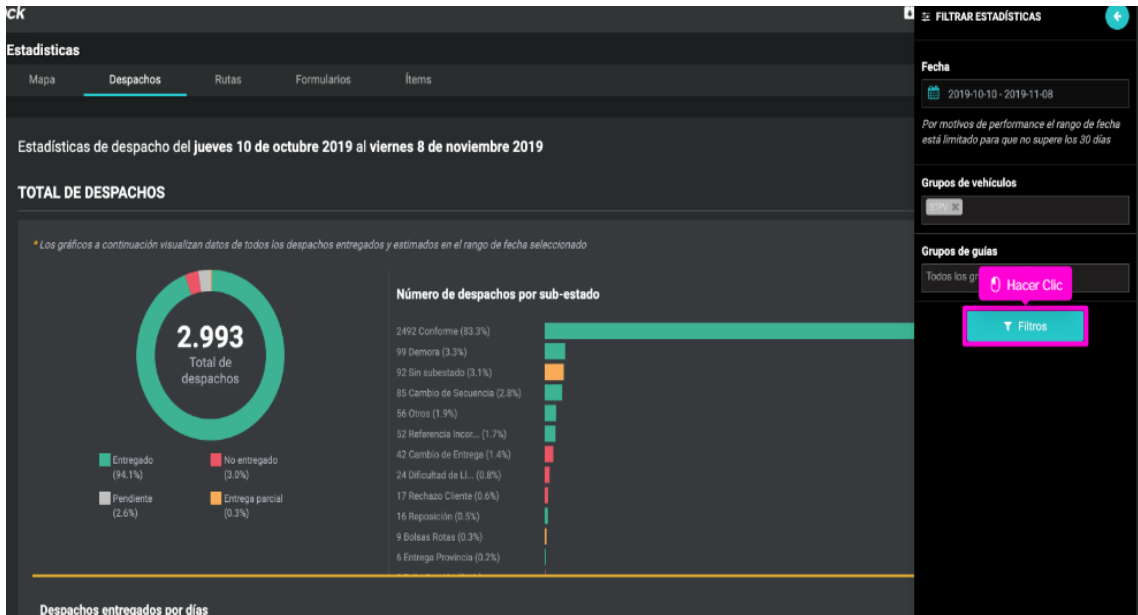 ck
Estadisticas
Mapa
Despachos
Rutas
Formularios
Ítems
Estadísticas de despacho del jueves 10 de octubre 2019 al viernes 8 de noviembre 2019
TOTAL DE DESPACHOS
* Los gráficos a continuación visualizan datos de todos los despachos entregados y estimados en el rango de fecha seleccionado
2.993
Total de
despachos
Entregado
(94.1%)
No entregado
(3.0%)
Pendiente
(2.6%)
Entrega parcial
(0.3%)
Número de despachos por sub-estado
2492 Conforme (83.3%)
99 Demora (3.3%)
92 Sin subestado (3.1%)
85 Cambio de Secuencia (2.8%)
56 Otros (1.9%)
52 Referencia Incor... (1.7%)
42 Cambio de Entrega (1.4%)
24 Dificultad de Ll... (0.8%)
17 Rechazo Cliente (0.6%)
16 Reposición (0.5%)
9 Bolsas Rotas (0.3%)
6 Entrega Provincia (0.2%)
Despachos entregados por días
FILTRAR ESTADÍSTICAS
Fecha
2019-10-10 - 2019-11-08
Por motivos de performance el rango de fecha
está limitado para que no supere los 30 días
Grupos de vehículos
Grupos de guías
Todos los gr
Hacer Clic
Filtros